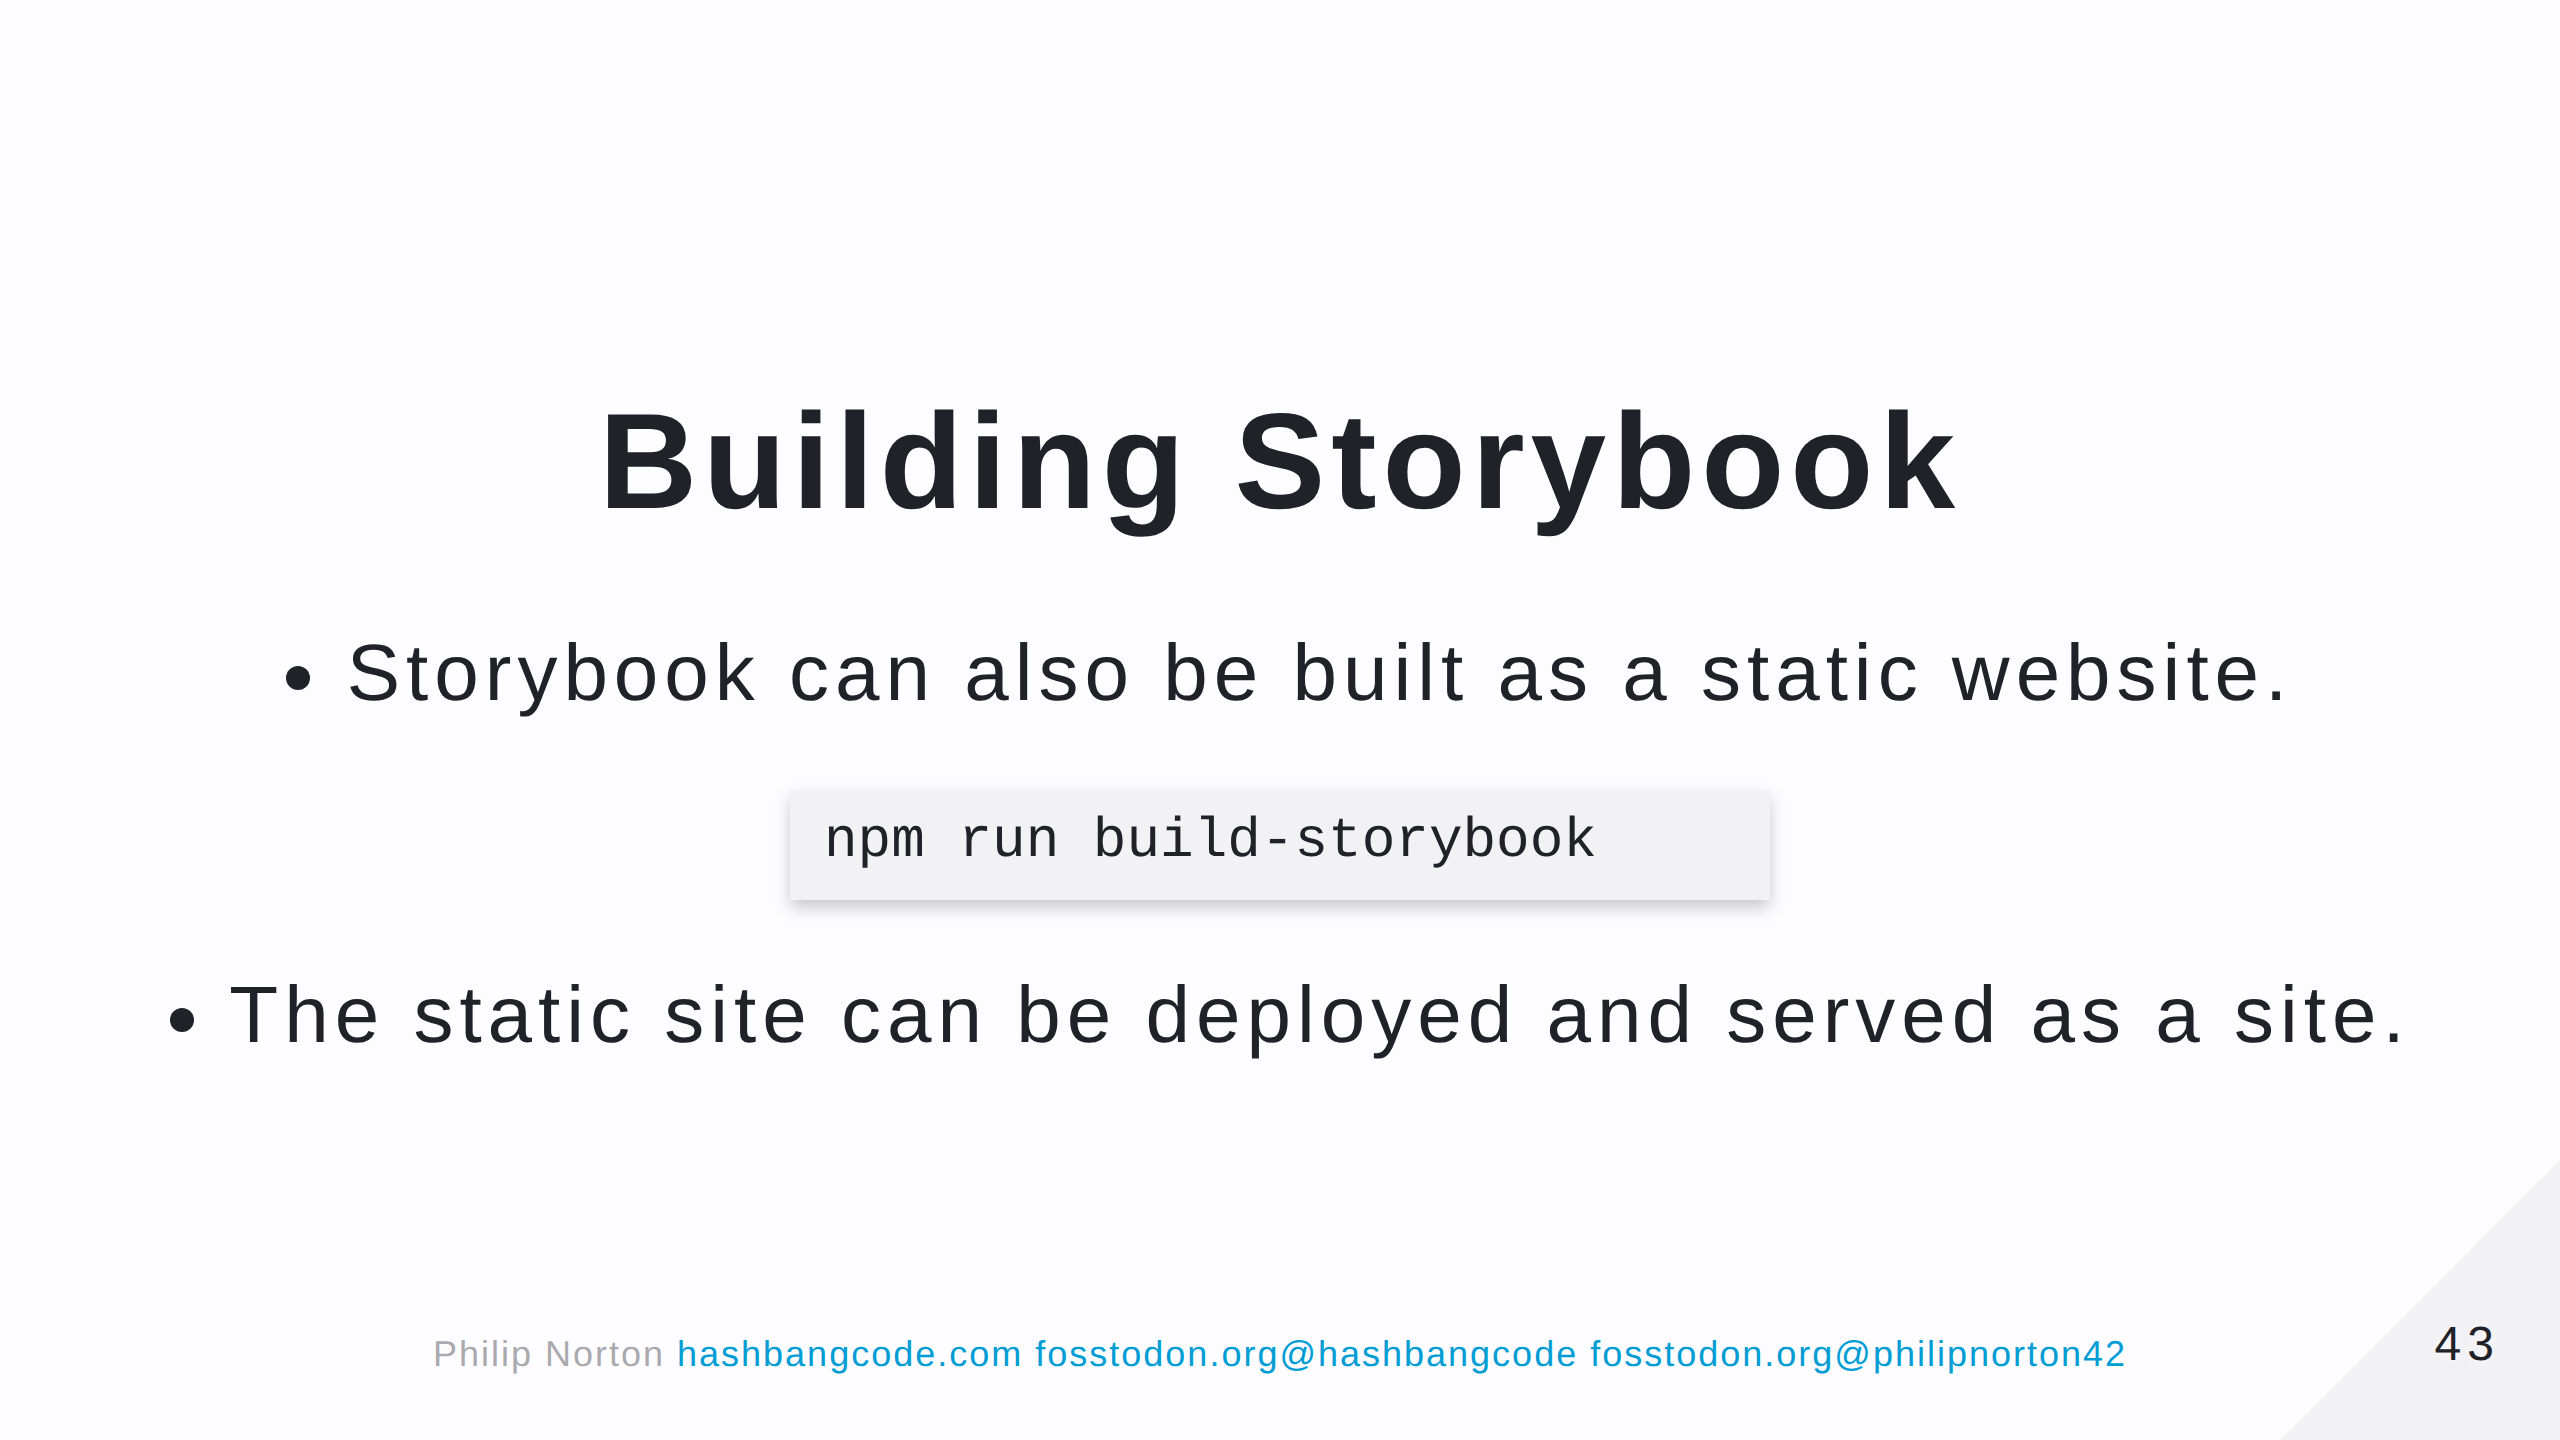 Building Storybook
• Storybook can also be built as a static website.
npm run build-storybook
• The static site can be deployed and served as a site.
Philip Norton hashbangcode.com fosstodon.org@hashbangcode fosstodon.org@philipnorton42
43